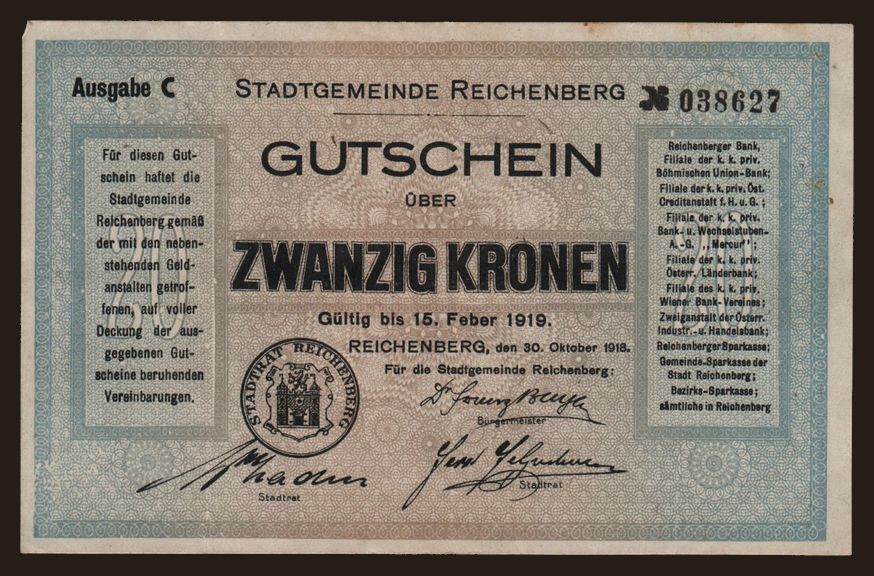 Ausgabe C
STADTGEMEINDE REICHENBERG
№ 038627
GUTSCHEIN
ÜBER
ZWANZIG KRONEN
Gültig bis 15. Feber 1919.
REICHENBERG, den 30. Oktober 1918.
Für die Stadtgemeinde Reichenberg:
Bürgermeister
Stadtrat
Stadtrat
STADTRAT REICHENBERG
Für diesen Gut-
schein haftet die
Stadtgemeinde
Reichenberg gemäß
der mit den neben-
stehenden Geld-
anstalten getrof-
fenen, auf voller
Deckung der aus-
gegebenen Gut-
scheine beruhenden
Vereinbarungen.
Reichenberger Bank,
Filiale der k. k. priv.
Böhmischen Union-Bank;
Filiale der k. k. priv. Öst.
Creditanstalt f. H. u. G. ;
Filiale der k. k. priv.
Bank- u. Wechselstuben-
A.-G. „Mercur" ;
Filiale der k. k. priv.
Österr. Länderbank;
Filiale des k. k. priv.
Wiener Bank-Vereines;
Zweiganstalt der Österr.
Industr.- u. Handelsbank;
Reichenberger Sparkasse;
Gemeinde-Sparkasse der
Stadt Reichenberg;
Bezirks-Sparkasse;
sämtliche in Reichenberg